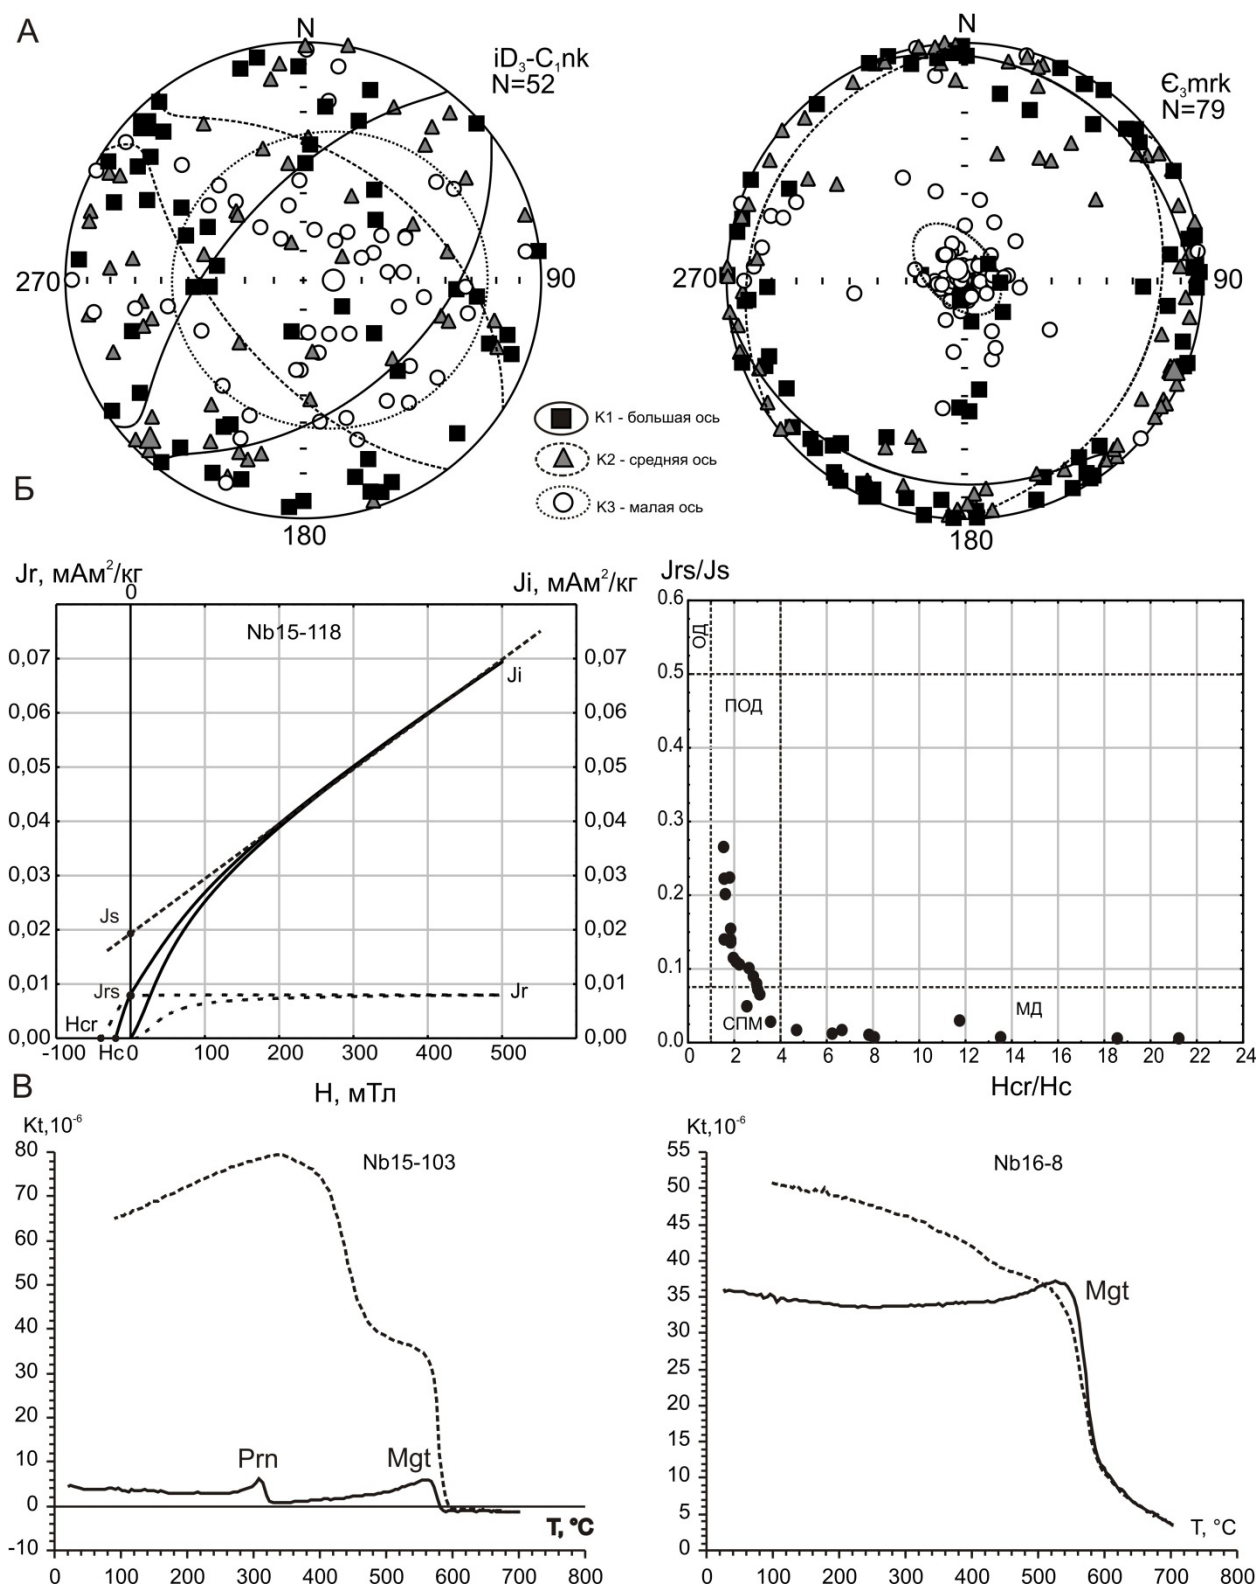 А
N
iD₃-C₁nk
N=52
270
90
180
N
Є₃mrk
N=79
270
90
180
K1 - большая ось
K2 - средняя ось
K3 - малая ось
Б
Jr, мАм²/кг
0
Ji, мАм²/кг
Nb15-118
0,07
0,06
0,05
0,04
0,03
0,02
0,01
0,00
0,07
0,06
0,05
0,04
0,03
0,02
0,01
0,00
Ji
Js
Jrs
Jr
Hcr
Hc
-100
0
100
200
300
400
500
H, мТл
Jrs/Js
0.6
0.5
0.4
0.3
0.2
0.1
0
ОД
ПОД
СПМ
МД
0
2
4
6
8
10
12
14
16
18
20
22
24
Hcr/Hc
В
Kt,10⁻⁶
Nb15-103
80
70
60
50
40
30
20
10
0
-10
Prn
Mgt
T, °C
0
100
200
300
400
500
600
700
800
Kt,10⁻⁶
Nb16-8
55
50
45
40
35
30
25
20
15
10
5
0
Mgt
T, °C
0
100
200
300
400
500
600
700
800